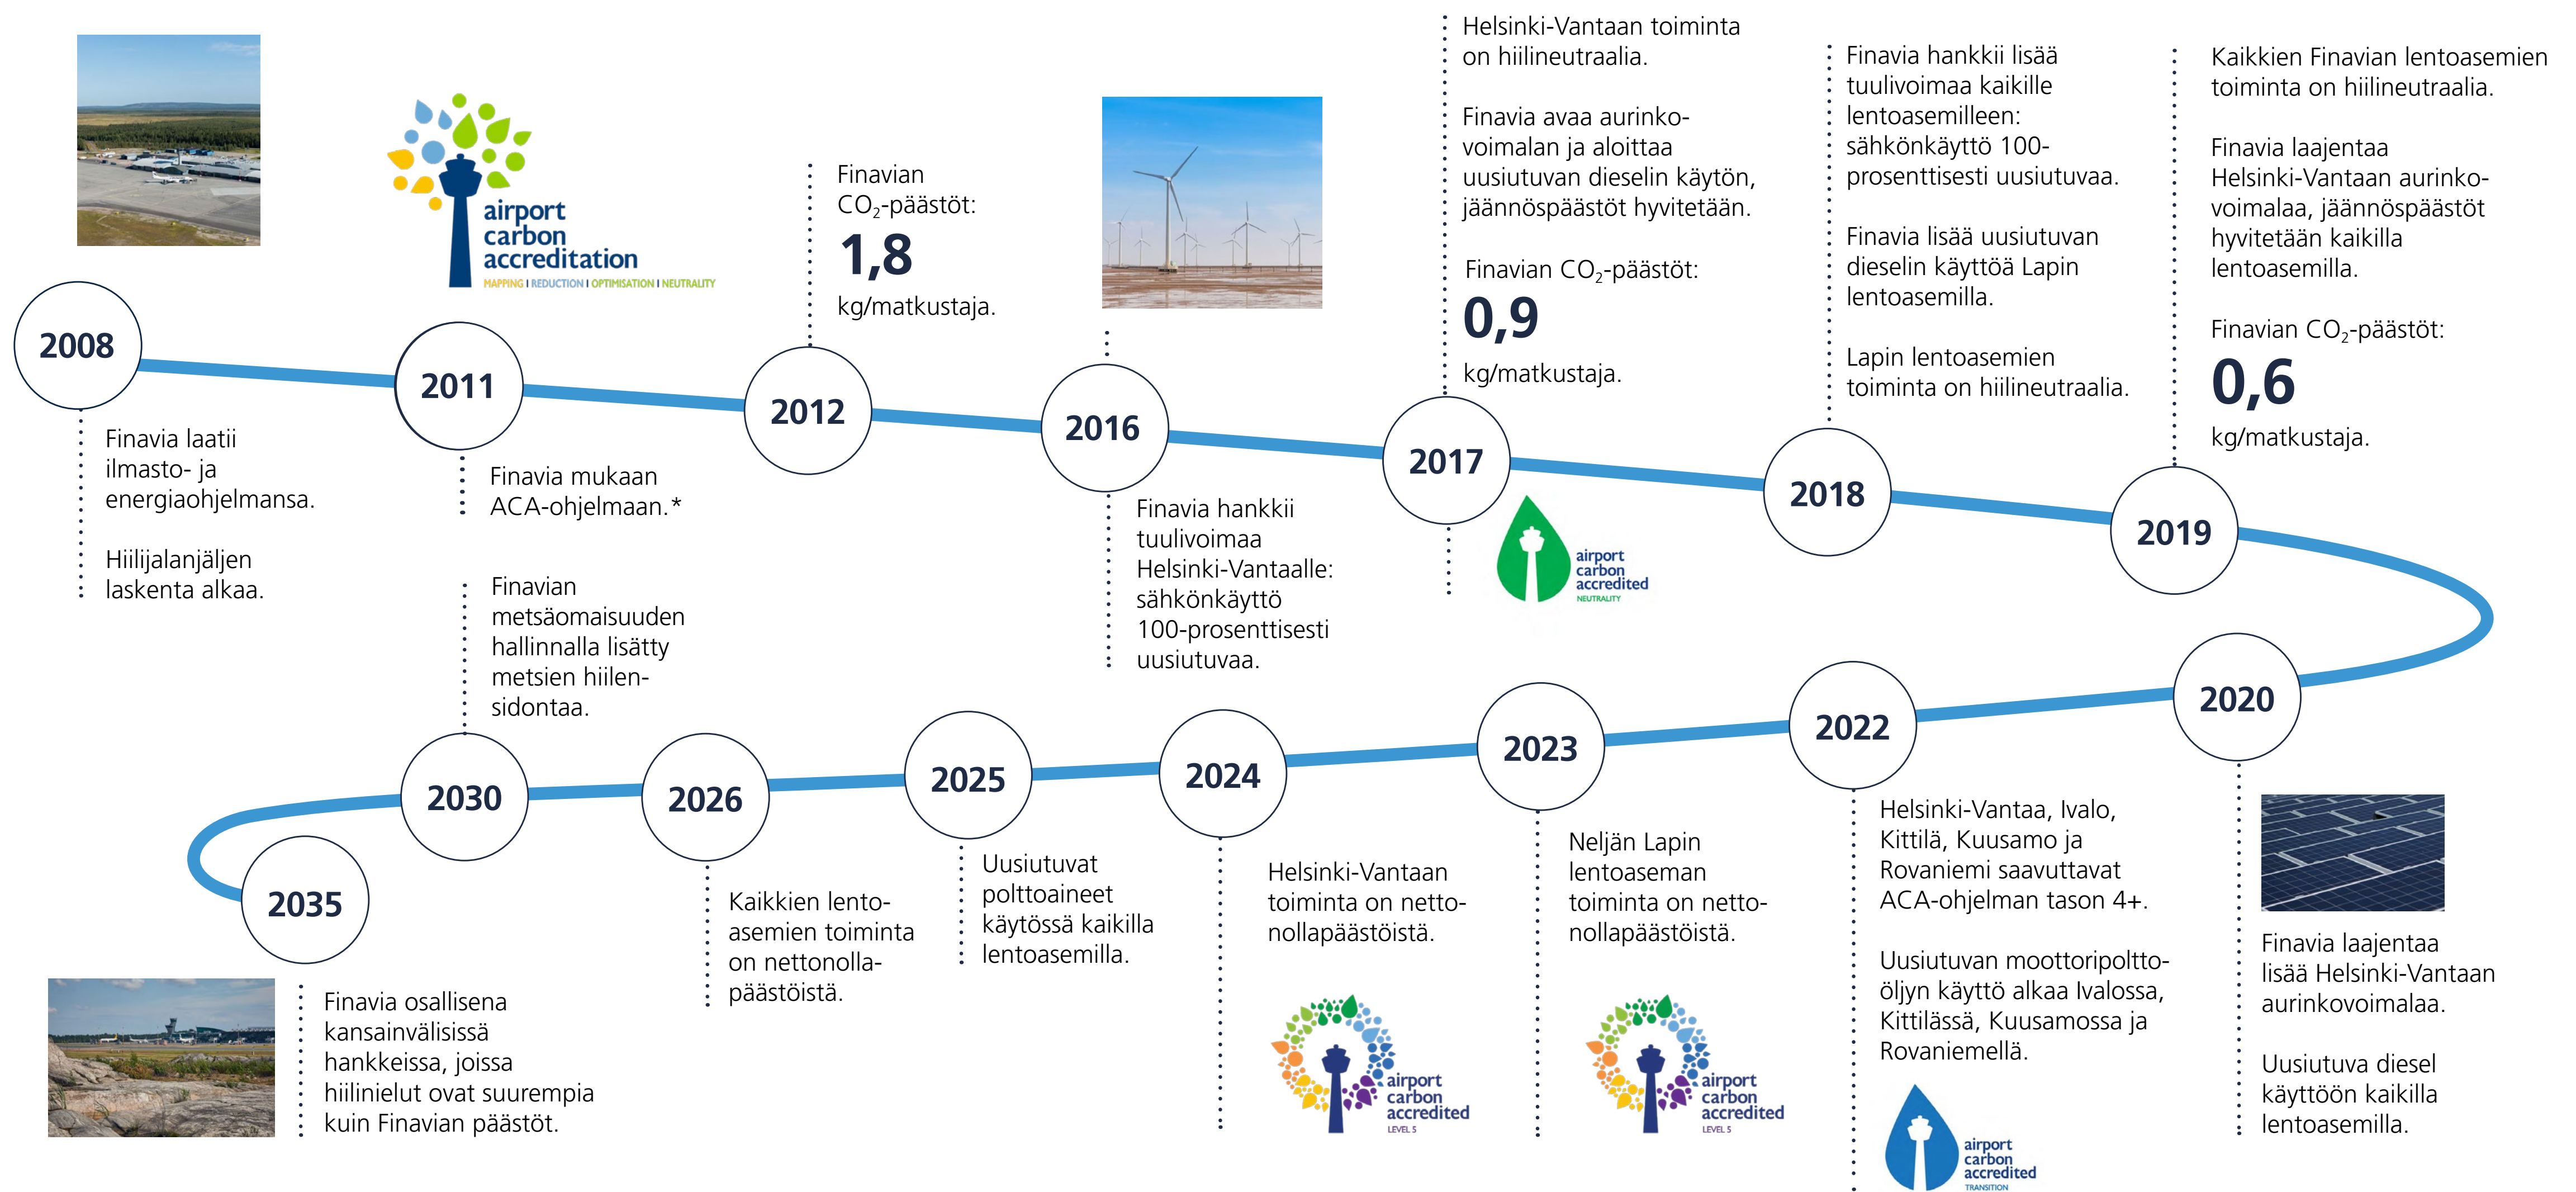 2008
Finavia laatii
ilmasto- ja
energiaohjelmansa.
Hiilijalanjäljen
laskenta alkaa.
airport
carbon
accreditation
MAPPING I REDUCTION I OPTIMISATION I NEUTRALITY
2011
Finavia mukaan
ACA-ohjelmaan.*
Finavian
CO₂-päästöt:
1,8
kg/matkustaja.
2012
2016
Finavia hankkii
tuulivoimaa
Helsinki-Vantaalle:
sähkönkäyttö
100-prosenttisesti
uusiutuvaa.
Helsinki-Vantaan toiminta
on hiilineutraalia.
Finavia avaa aurinko-
voimalan ja aloittaa
uusiutuvan dieselin käytön,
jäännöspäästöt hyvitetään.
Finavian CO₂-päästöt:
0,9
kg/matkustaja.
2017
airport
carbon
accredited
NEUTRALITY
Finavia hankkii lisää
tuulivoimaa kaikille
lentoasemilleen:
sähkönkäyttö 100-
prosenttisesti uusiutuvaa.
Finavia lisää uusiutuvan
dieselin käyttöä Lapin
lentoasemilla.
Lapin lentoasemien
toiminta on hiilineutraalia.
2018
Kaikkien Finavian lentoasemien
toiminta on hiilineutraalia.
Finavia laajentaa
Helsinki-Vantaan aurinko-
voimalaa, jäännöspäästöt
hyvitetään kaikilla
lentoasemilla.
Finavian CO₂-päästöt:
0,6
kg/matkustaja.
2019
2020
Finavia laajentaa
lisää Helsinki-Vantaan
aurinkovoimalaa.
Uusiutuva diesel
käyttöön kaikilla
lentoasemilla.
2022
Helsinki-Vantaa, Ivalo,
Kittilä, Kuusamo ja
Rovaniemi saavuttavat
ACA-ohjelman tason 4+.
Uusiutuvan moottoripoltto-
öljyn käyttö alkaa Ivalossa,
Kittilässä, Kuusamossa ja
Rovaniemellä.
airport
carbon
accredited
TRANSITION
2023
Neljän Lapin
lentoaseman
toiminta on netto-
nollapäästöistä.
airport
carbon
accredited
LEVEL 5
2024
Helsinki-Vantaan
toiminta on netto-
nollapäästöistä.
airport
carbon
accredited
LEVEL 5
2025
Uusiutuvat
polttoaineet
käytössä kaikilla
lentoasemilla.
2026
Kaikkien lento-
asemien toiminta
on nettonolla-
päästöistä.
Finavian
metsäomaisuuden
hallinnalla lisätty
metsien hiilen-
sidontaa.
2030
2035
Finavia osallisena
kansainvälisissä
hankkeissa, joissa
hiilinielut ovat suurempia
kuin Finavian päästöt.